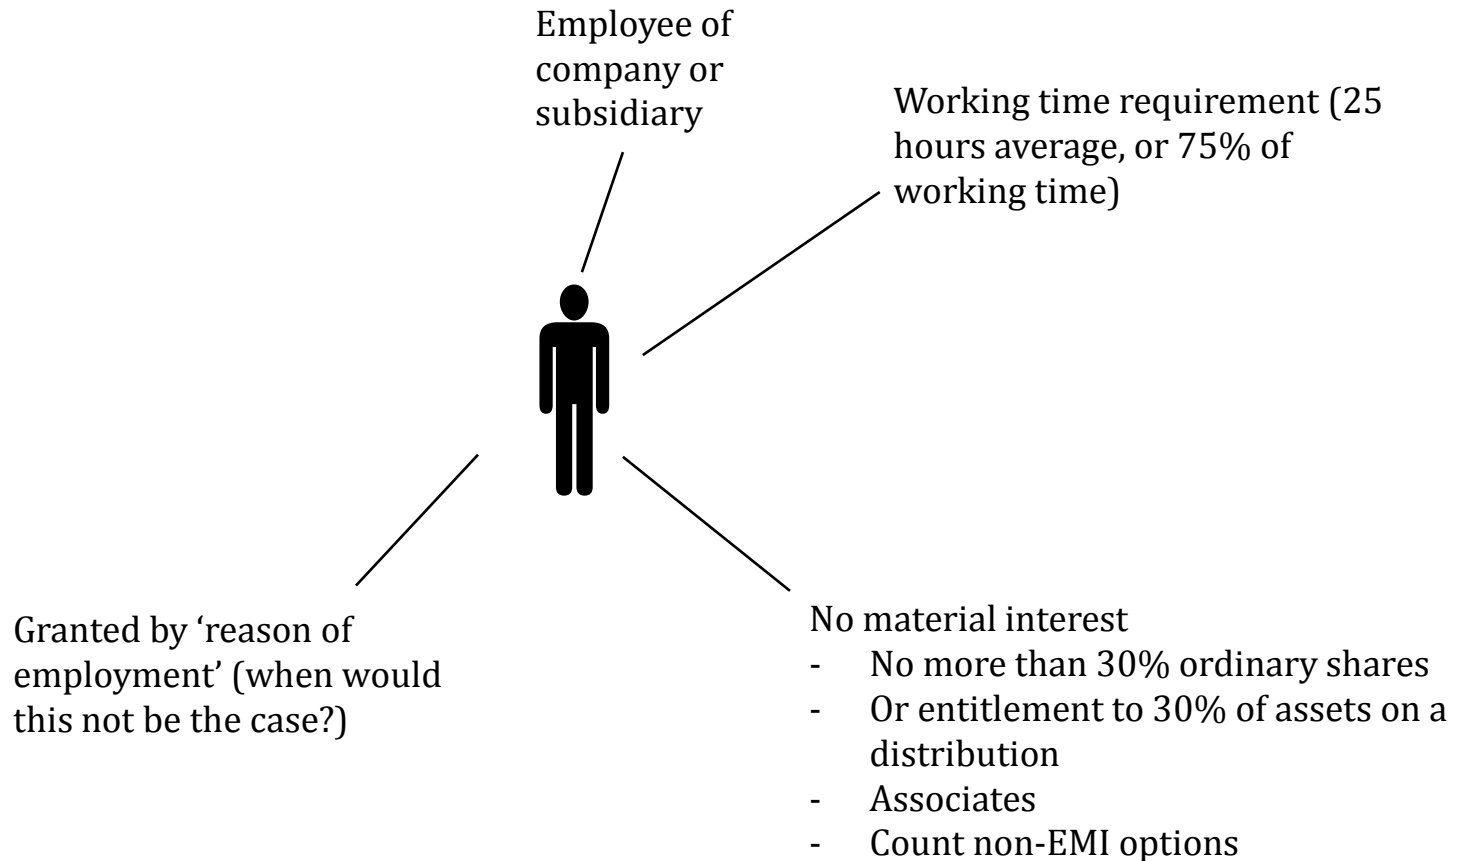 Employee of
company or
subsidiary
Working time requirement (25
hours average, or 75% of
working time)
Granted by ‘reason of
employment’ (when would
this not be the case?)
No material interest
- No more than 30% ordinary shares
- Or entitlement to 30% of assets on a
distribution
- Associates
- Count non-EMI options